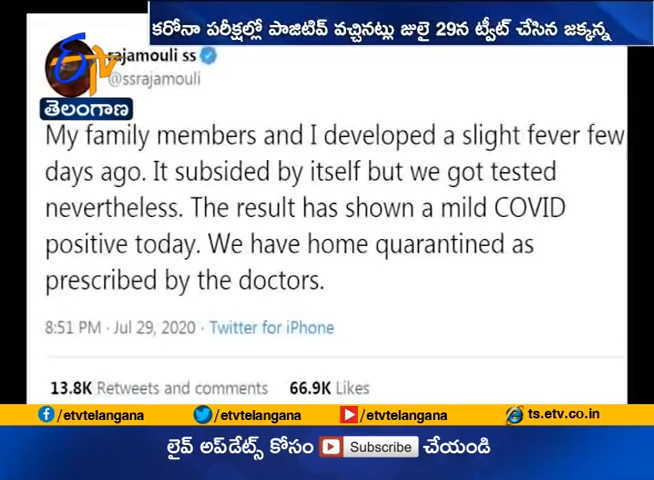 కరోనా పరీక్షల్లో పాజిటివ్ వచ్చినట్లు జులై 29న ట్వీట్ చేసిన జక్కన్న
rajamouli ss
@ssrajamouli
ETV
తెలంగాణ
My family members and I developed a slight fever few
days ago. It subsided by itself but we got tested
nevertheless. The result has shown a mild COVID
positive today. We have home quarantined as
prescribed by the doctors.
8:51 PM · Jul 29, 2020 · Twitter for iPhone
13.8K Retweets and comments 66.9K Likes
/etvtelangana /etvtelangana /etvtelangana ts.etv.co.in
లైవ్ అప్‌డేట్స్ కోసం Subscribe చేయండి